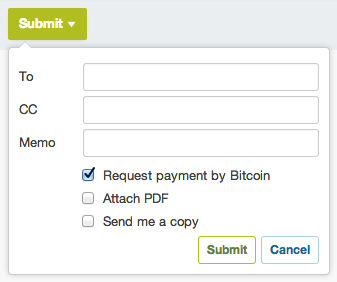 Submit
To
CC
Memo
Request payment by Bitcoin
Attach PDF
Send me a copy
Submit Cancel